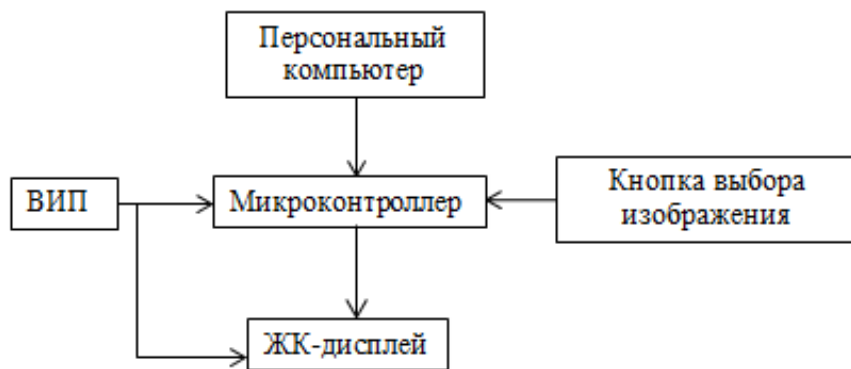 Персональный
компьютер
ВИП
Микроконтроллер
Кнопка выбора
изображения
ЖК-дисплей